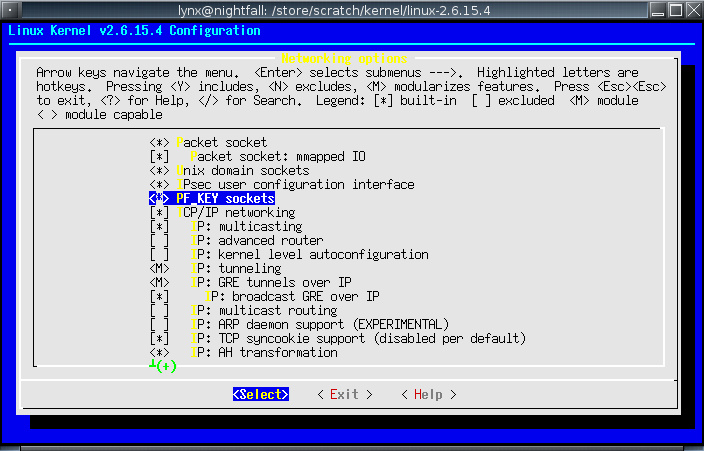 lynx@nightfall: /store/scratch/kernel/linux-2.6.15.4
Linux Kernel v2.6.15.4 Configuration
Networking options
Arrow keys navigate the menu. <Enter> selects submenus --->. Highlighted letters are
hotkeys. Pressing <Y> includes, <N> excludes, <M> modularizes features. Press <Esc><Esc>
to exit, <?> for Help, </> for Search. Legend: [*] built-in [ ] excluded <M> module
< > module capable
<*> Packet socket
[*] Packet socket: mmapped IO
<*> Unix domain sockets
<*> IPsec user configuration interface
<*> PF_KEY sockets
[*] TCP/IP networking
[*] IP: multicasting
[ ] IP: advanced router
[ ] IP: kernel level autoconfiguration
<M> IP: tunneling
<M> IP: GRE tunnels over IP
[*] IP: broadcast GRE over IP
[ ] IP: multicast routing
[ ] IP: ARP daemon support (EXPERIMENTAL)
[*] IP: TCP syncookie support (disabled per default)
<*> IP: AH transformation
┴(+)
<Select> < Exit > < Help >